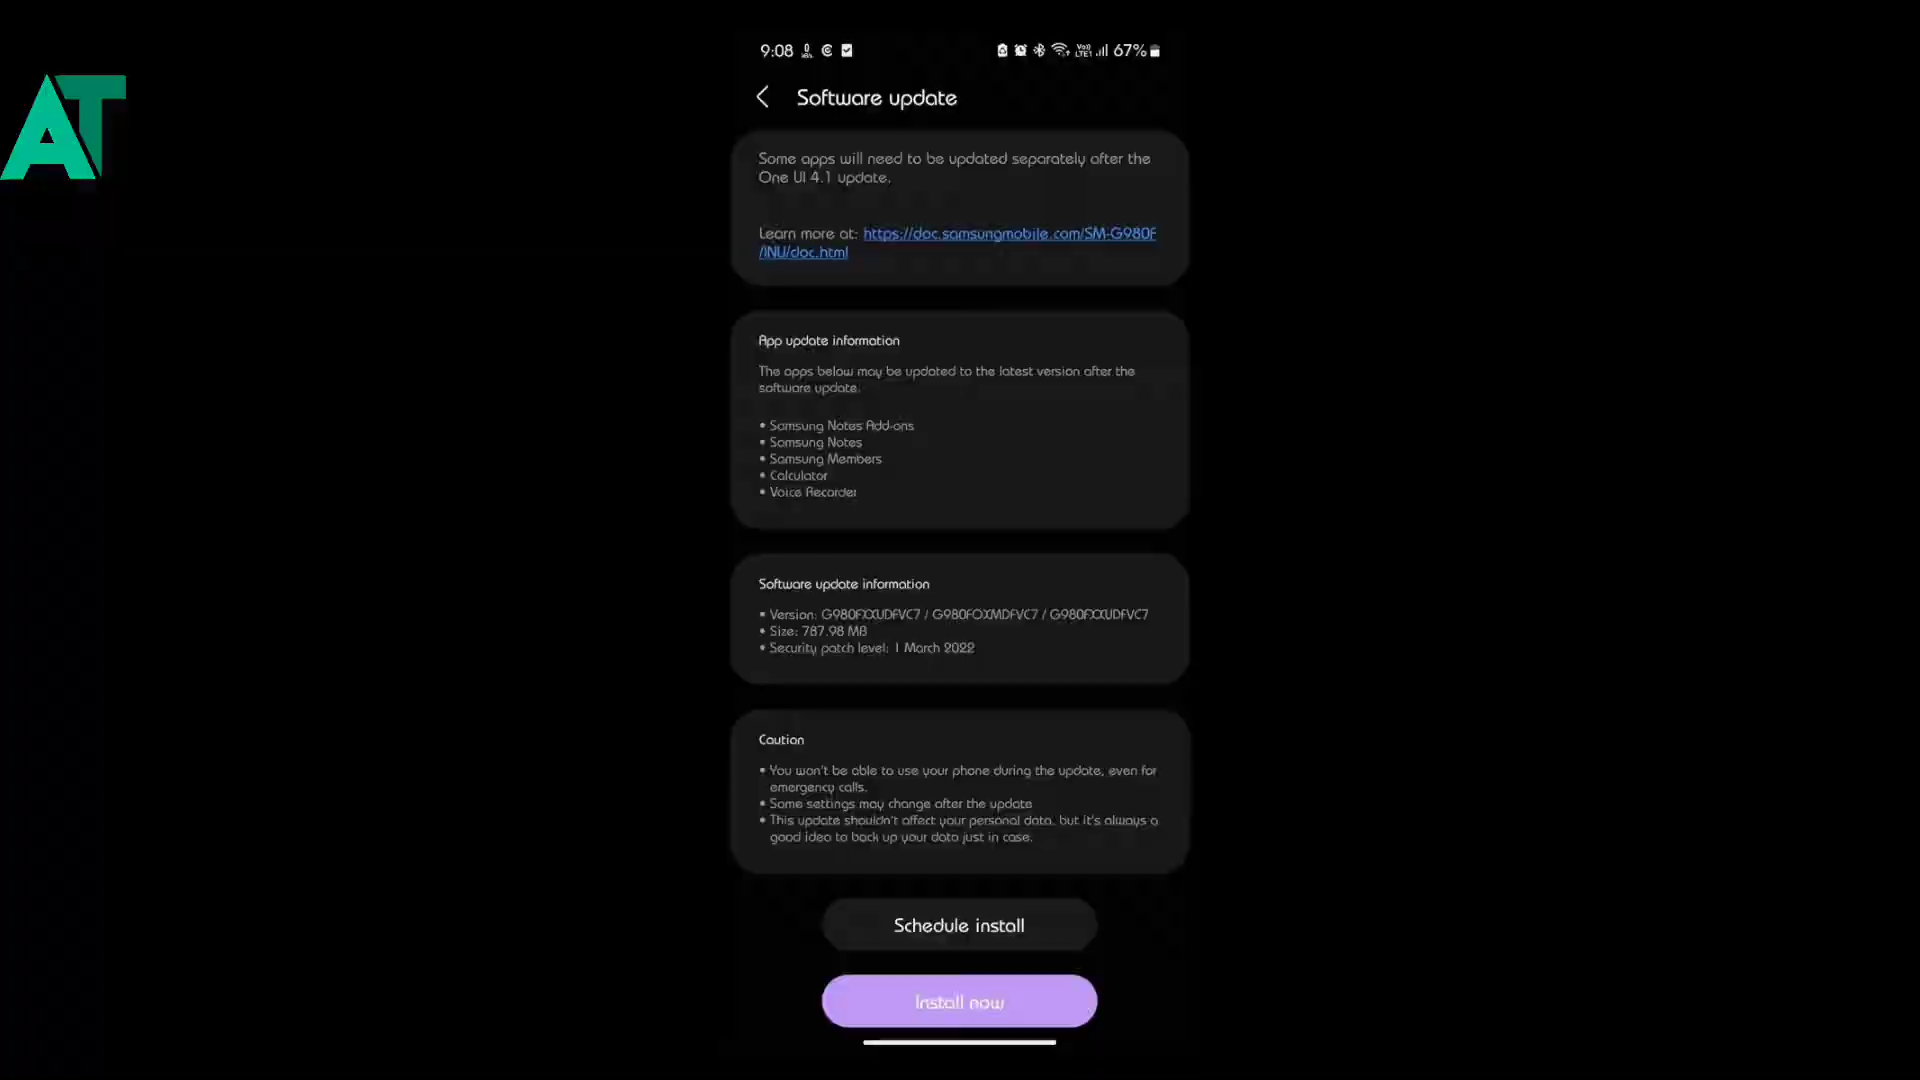 AT
9:08
67%
Software update
Some apps will need to be updated separately after the
One UI 4.1 update.
Learn more at: https://doc.samsungmobile.com/SM-G980F
/INU/doc.html
App update information
The apps below may be updated to the latest version after the
software update.
• Samsung Notes Add-ons
• Samsung Notes
• Samsung Members
• Calculator
• Voice Recorder
Software update information
• Version: G980FXXUDFVC7 / G980FOXMDFVC7 / G980FXXUDFVC7
• Size: 787.98 MB
• Security patch level: 1 March 2022
Caution
• You won't be able to use your phone during the update, even for
emergency calls.
• Some settings may change after the update
• This update shouldn't affect your personal data, but it's always a
good idea to back up your data just in case.
Schedule install
Install now